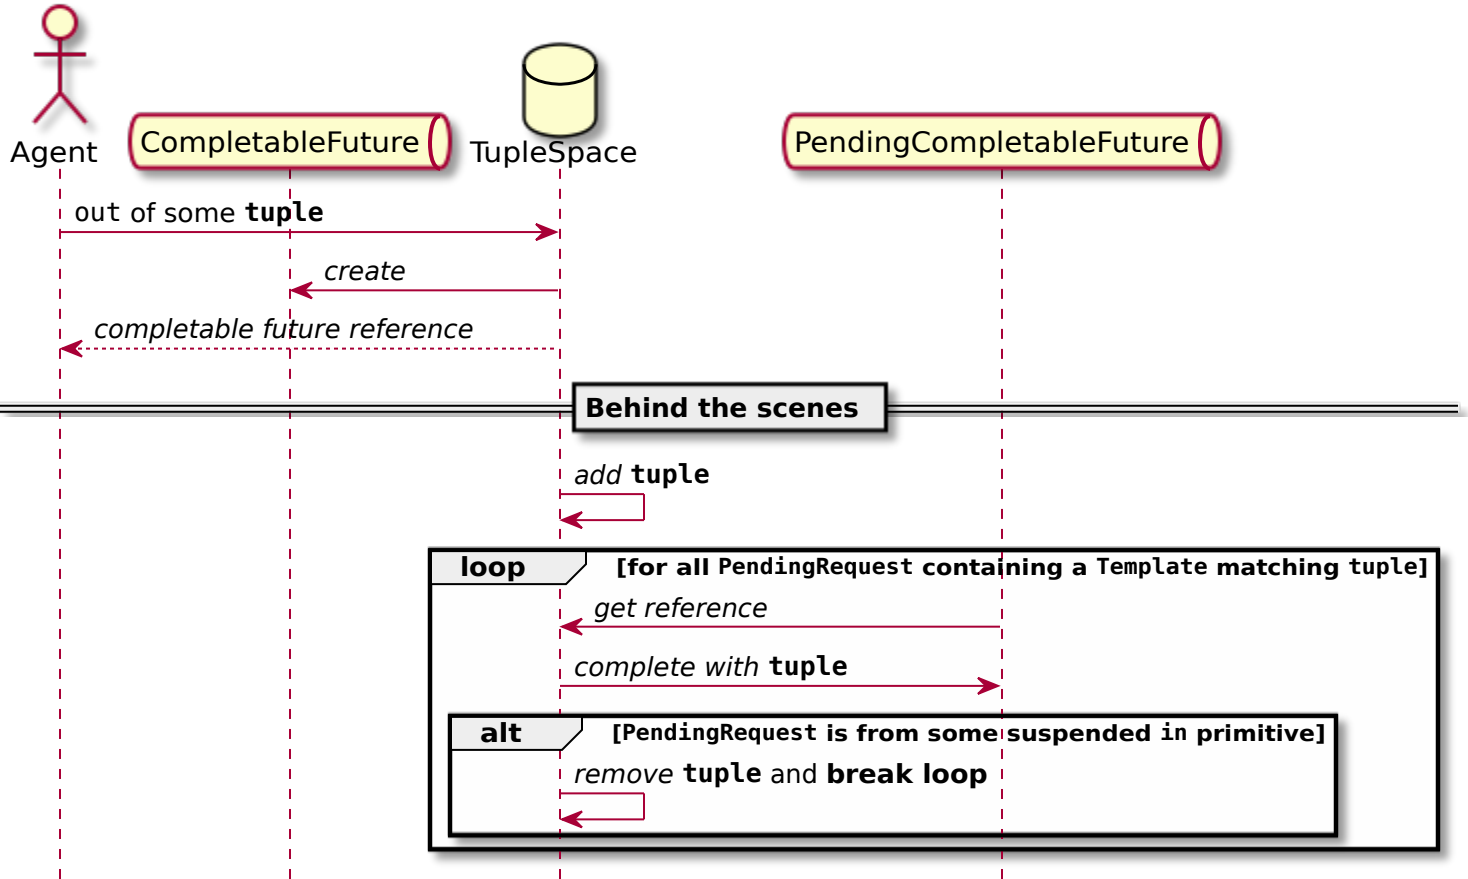 Agent
CompletableFuture
TupleSpace
PendingCompletableFuture
out of some tuple
create
completable future reference
Behind the scenes
add tuple
loop [for all PendingRequest containing a Template matching tuple]
get reference
complete with tuple
alt [PendingRequest is from some suspended in primitive]
remove tuple and break loop